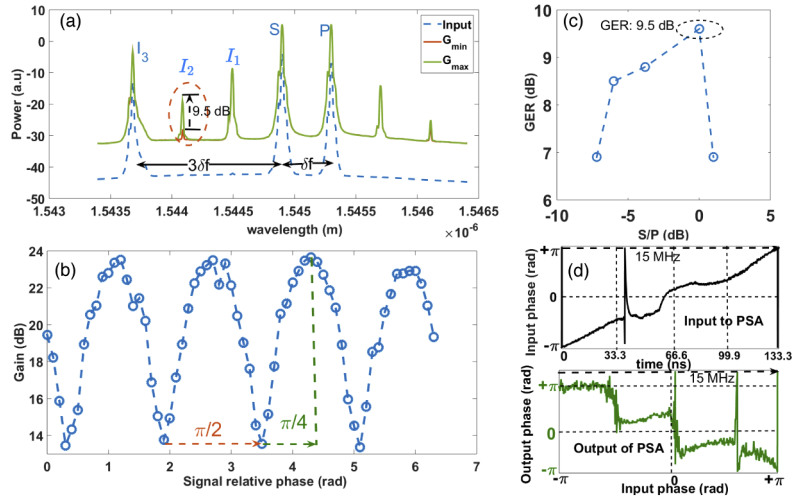 (a)
Power (a.u)
10
0
-10
-20
-30
-40
-50
I3
I2
I1
S
P
9.5 dB
3δf
δf
Input
Gmin
Gmax
1.543
1.5435
1.544
1.5445
1.545
1.5455
1.546
1.5465
wavelength (m)
×10-6
(c)
GER (dB)
10
9
8
7
6
GER: 9.5 dB
-10
-5
0
5
S/P (dB)
(b)
Gain (dB)
24
22
20
18
16
14
π/2
π/4
0
1
2
3
4
5
6
7
Signal relative phase (rad)
(d)
Input phase (rad)
+π
0
-π
15 MHz
Input to PSA
0
33.3
66.6
99.9
133.3
time (ns)
Output phase (rad)
+π
0
-π
15 MHz
Output of PSA
-π
0
+π
Input phase (rad)